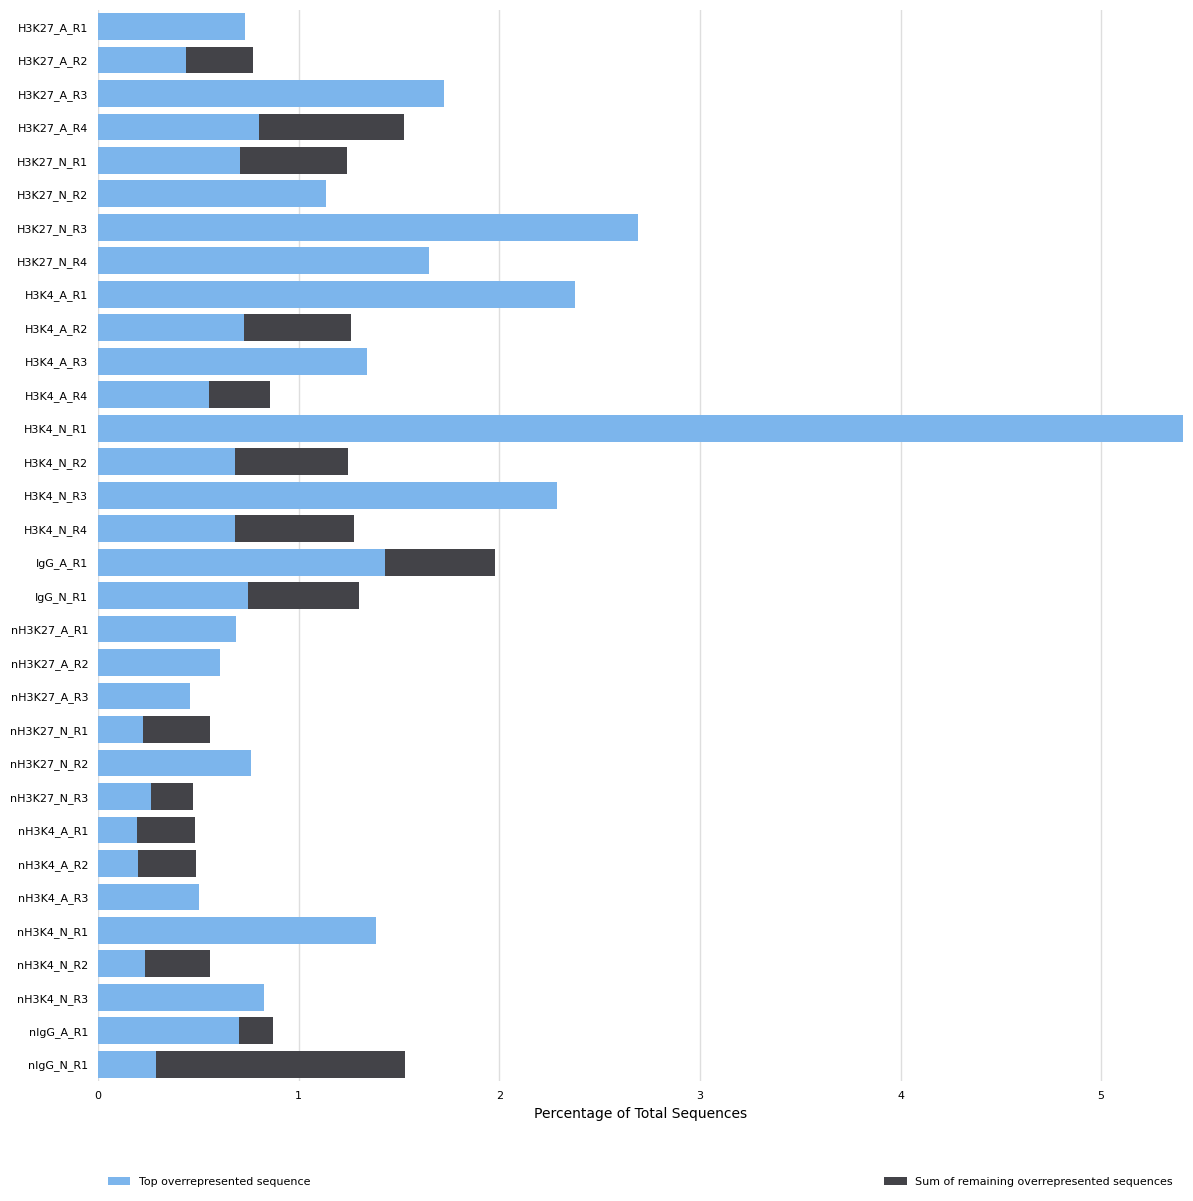 H3K27_A_R1
H3K27_A_R2
H3K27_A_R3
H3K27_A_R4
H3K27_N_R1
H3K27_N_R2
H3K27_N_R3
H3K27_N_R4
H3K4_A_R1
H3K4_A_R2
H3K4_A_R3
H3K4_A_R4
H3K4_N_R1
H3K4_N_R2
H3K4_N_R3
H3K4_N_R4
IgG_A_R1
IgG_N_R1
nH3K27_A_R1
nH3K27_A_R2
nH3K27_A_R3
nH3K27_N_R1
nH3K27_N_R2
nH3K27_N_R3
nH3K4_A_R1
nH3K4_A_R2
nH3K4_A_R3
nH3K4_N_R1
nH3K4_N_R2
nH3K4_N_R3
nIgG_A_R1
nIgG_N_R1
0 1 2 3 4 5
Percentage of Total Sequences
Top overrepresented sequence Sum of remaining overrepresented sequences